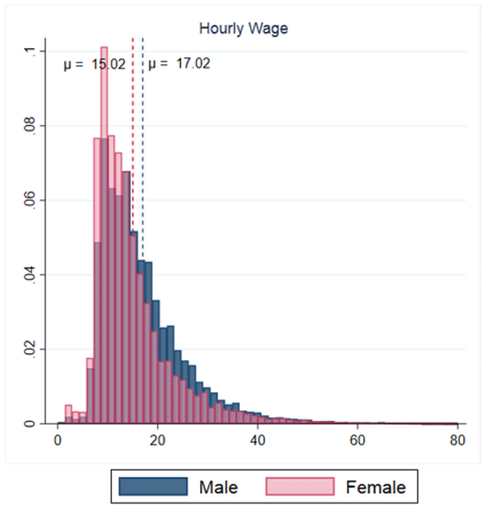 Hourly Wage
μ = 15.02 μ = 17.02
.1
.08
.06
.04
.02
0
0 20 40 60 80
Male Female